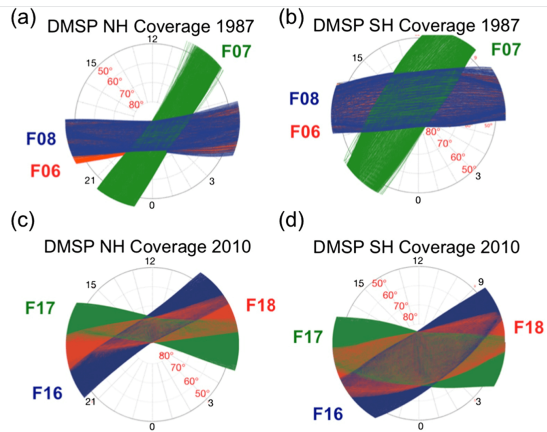 (a)
DMSP NH Coverage 1987
12
F07
15
50°
60°
70°
80°
F08
F06
21
3
0
(b)
DMSP SH Coverage 1987
F07
15
F08
F06
80°
70°
60°
50°
3
0
(c)
DMSP NH Coverage 2010
12
15
F17
F18
80°
70°
60°
50°
F16
21
3
0
(d)
DMSP SH Coverage 2010
12
9
15
50°
60°
70°
80°
F17
F18
F16
3
0